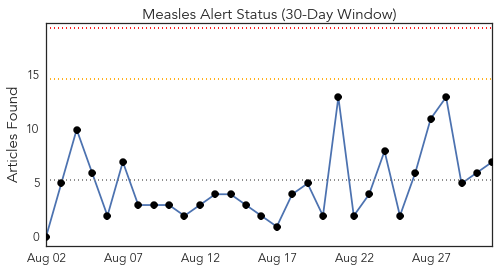 Measles Alert Status (30-Day Window)
Articles Found
15
10
5
0
Aug 02 Aug 07 Aug 12 Aug 17 Aug 22 Aug 27